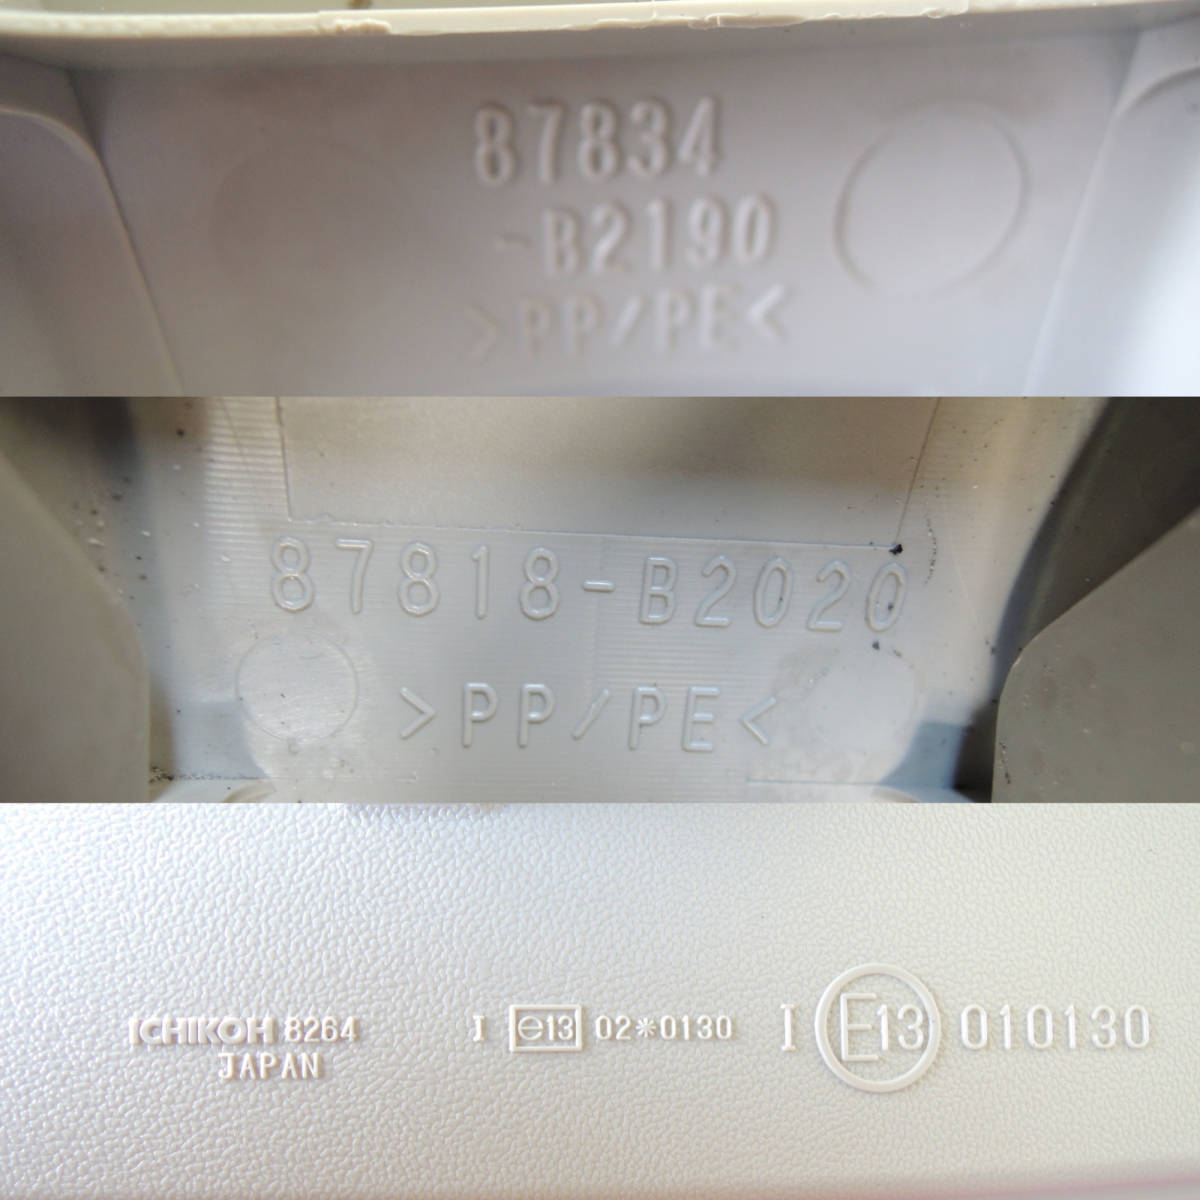 87834
-B2190
>PP/PE<
87818-B2020
>PP/PE<
ICHIKOH 8264
JAPAN
I e13 02*0130
I E13 010130